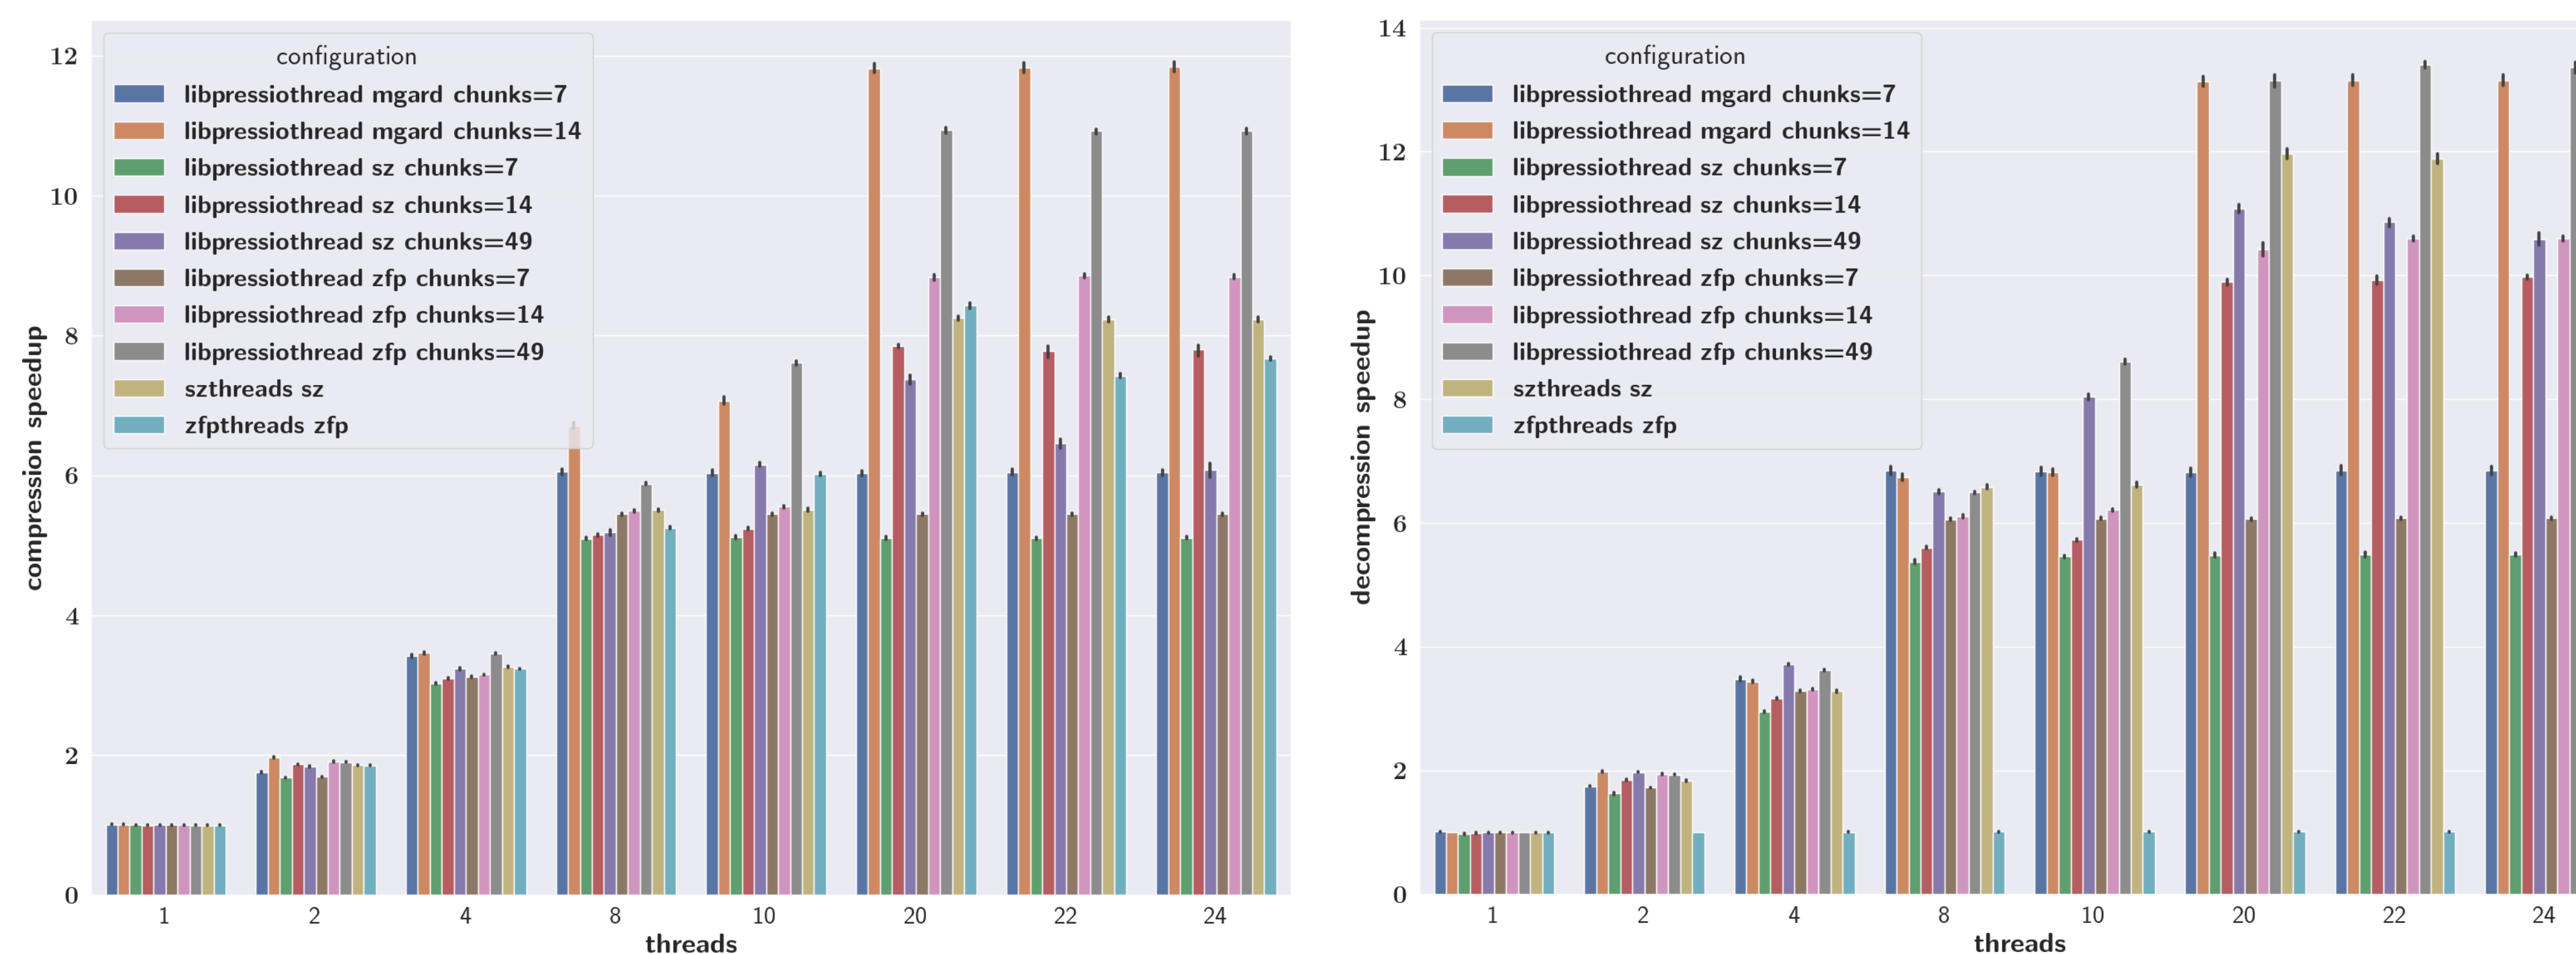 12
10
8
6
4
2
0
compression speedup
configuration
libpressiothread mgard chunks=7
libpressiothread mgard chunks=14
libpressiothread sz chunks=7
libpressiothread sz chunks=14
libpressiothread sz chunks=49
libpressiothread zfp chunks=7
libpressiothread zfp chunks=14
libpressiothread zfp chunks=49
szthreads sz
zfpthreads zfp
1 2 4 8 10 20 22 24
threads
14
12
10
8
6
4
2
0
decompression speedup
configuration
libpressiothread mgard chunks=7
libpressiothread mgard chunks=14
libpressiothread sz chunks=7
libpressiothread sz chunks=14
libpressiothread sz chunks=49
libpressiothread zfp chunks=7
libpressiothread zfp chunks=14
libpressiothread zfp chunks=49
szthreads sz
zfpthreads zfp
1 2 4 8 10 20 22 24
threads